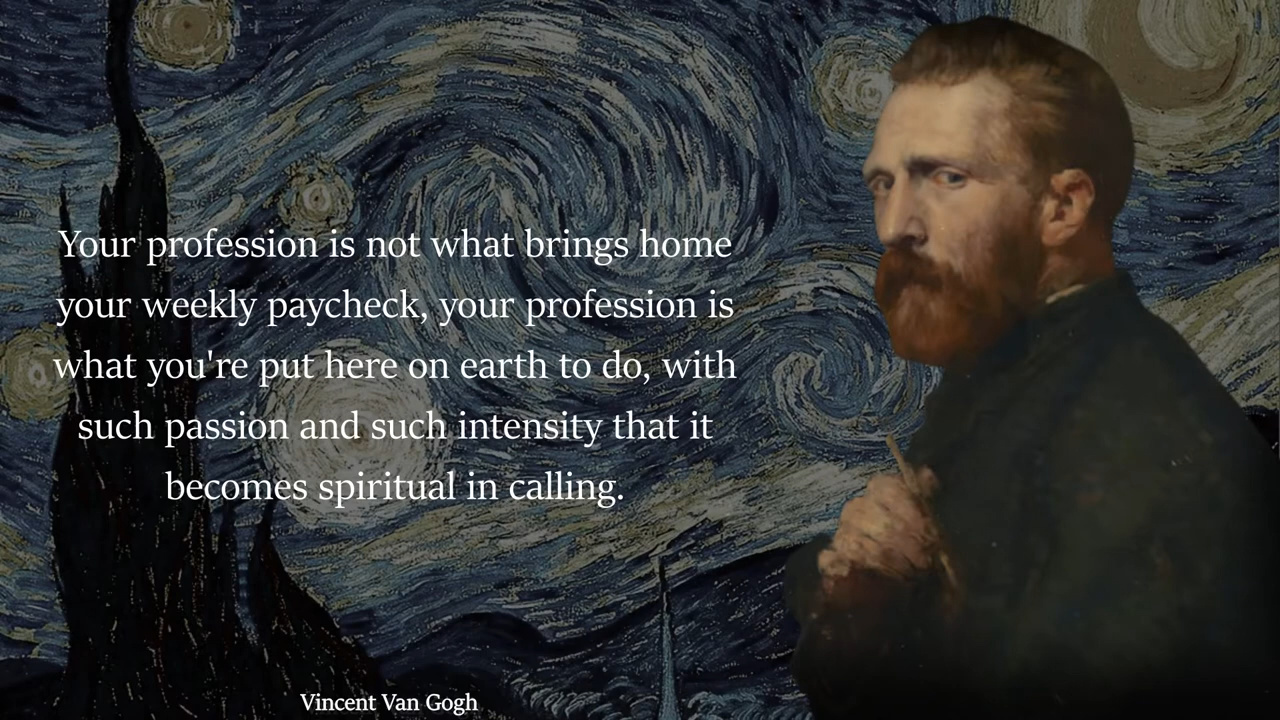 Your profession is not what brings home
your weekly paycheck, your profession is
what you're put here on earth to do, with
such passion and such intensity that it
becomes spiritual in calling.
Vincent Van Gogh